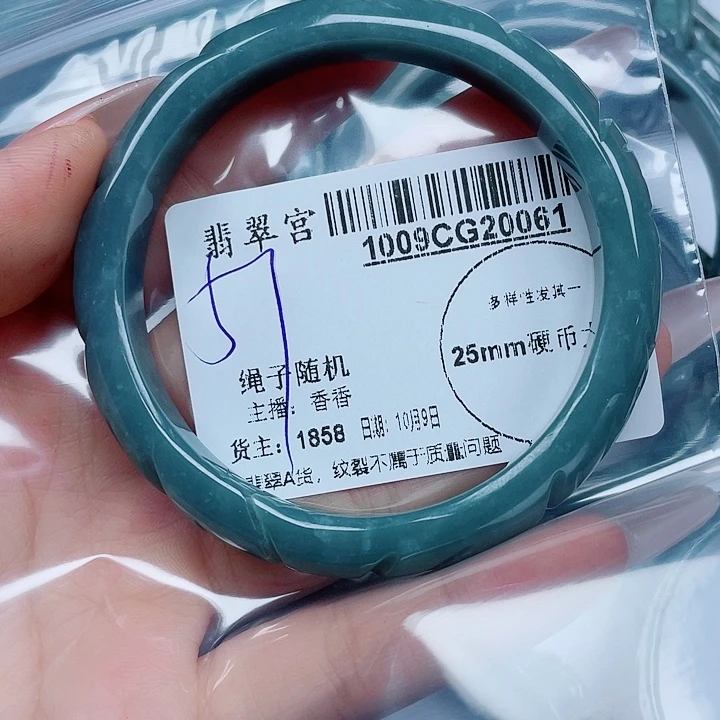 翡翠宫
1009CG20061
57
多样性发其一
25mm硬币
绳子随机
主播：香香
货主：1858 日期：10月9日
翡翠A货，纹裂不属于质量问题